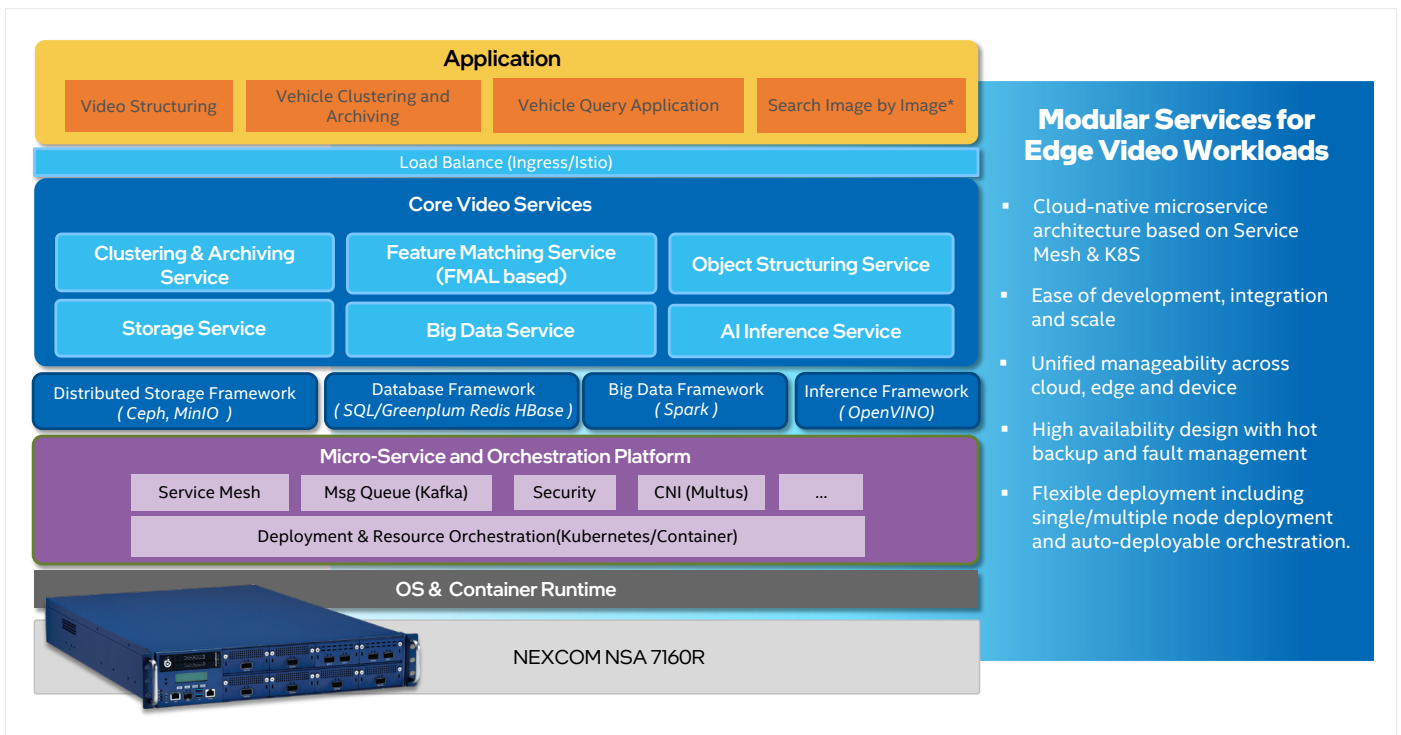 Application
Video Structuring
Vehicle Clustering and
Archiving
Vehicle Query Application
Search Image by Image*
Load Balance (Ingress/Istio)
Core Video Services
Clustering & Archiving
Service
Feature Matching Service
(FMAL based)
Object Structuring Service
Storage Service
Big Data Service
AI Inference Service
Distributed Storage Framework
( Ceph, MinIO )
Database Framework
( SQL/Greenplum Redis HBase )
Big Data Framework
( Spark )
Inference Framework
( OpenVINO)
Micro-Service and Orchestration Platform
Service Mesh
Msg Queue (Kafka)
Security
CNI (Multus)
...
Deployment & Resource Orchestration(Kubernetes/Container)
OS & Container Runtime
NEXCOM NSA 7160R
Modular Services for
Edge Video Workloads
▪ Cloud-native microservice
architecture based on Service
Mesh & K8S
▪ Ease of development, integration
and scale
▪ Unified manageability across
cloud, edge and device
▪ High availability design with hot
backup and fault management
▪ Flexible deployment including
single/multiple node deployment
and auto-deployable orchestration.